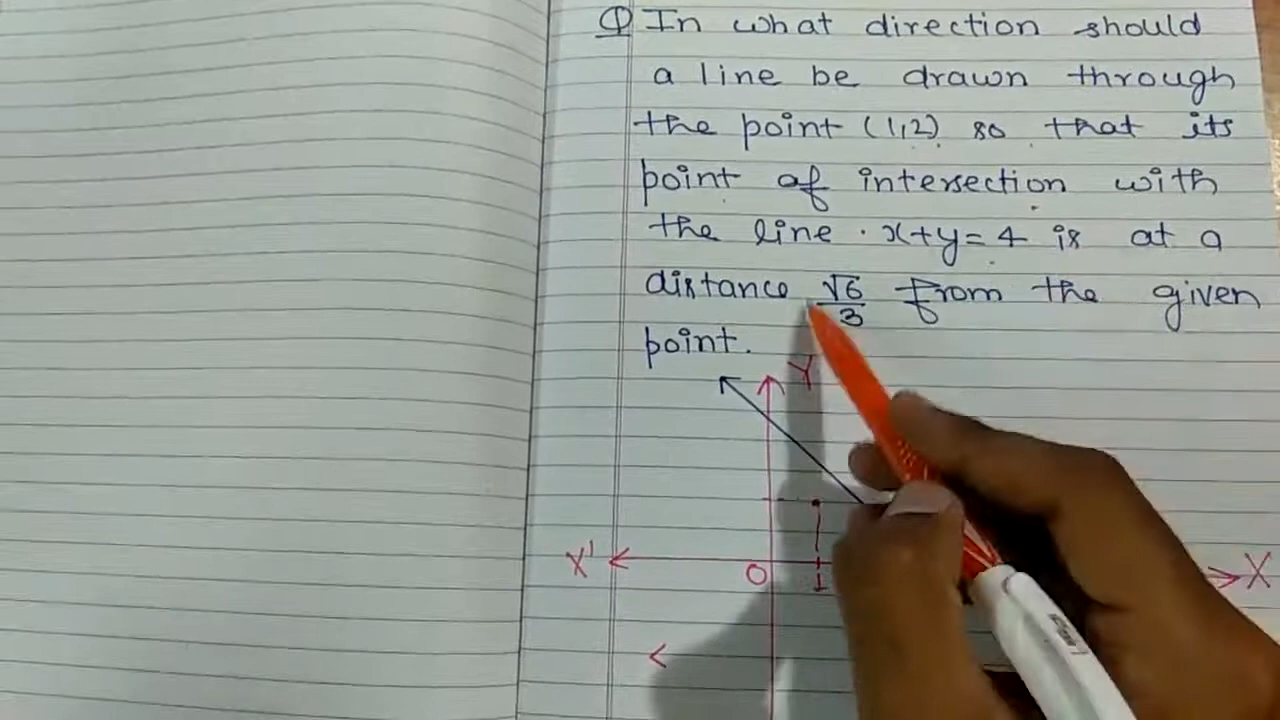 Q In what direction should
a line be drawn through
the point (1,2) so that its
point of intersection with
the line x+y=4 is at a
distance √6/3 from the given
point.
Y
X'
O
1
X